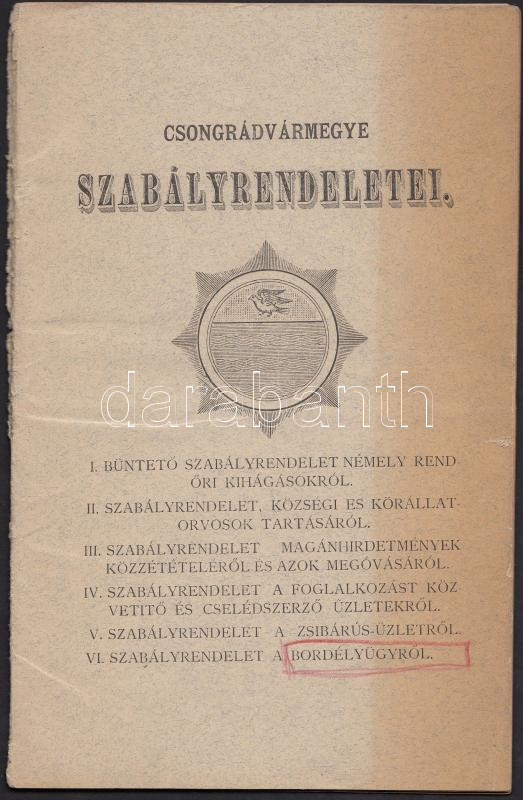 CSONGRÁDVÁRMEGYE
SZABÁLYRENDELETEI.
darabanth
I. BÜNTETŐ SZABÁLYRENDELET NÉMELY REND
ŐRI KIHÁGÁSOKRÓL.
II. SZABÁLYRENDELET, KÖZSÉGI ES KÖRÁLLAT-
ORVOSOK TARTÁSÁRÓL.
III. SZABÁLYRENDELET MAGÁNHIRDETMÉNYEK
KÖZZÉTÉTELÉRŐL ÉS AZOK MEGÓVÁSÁRÓL.
IV. SZABÁLYRENDELET A FOGLALKOZÁST KÖZ-
VETITŐ ÉS CSELÉDSZERZŐ ÜZLETEKRŐL.
V. SZABÁLYRENDELET A ZSIBÁRÚS-ÜZLETRŐL.
VI. SZABÁLYRENDELET A BORDÉLYÜGYRÓL.